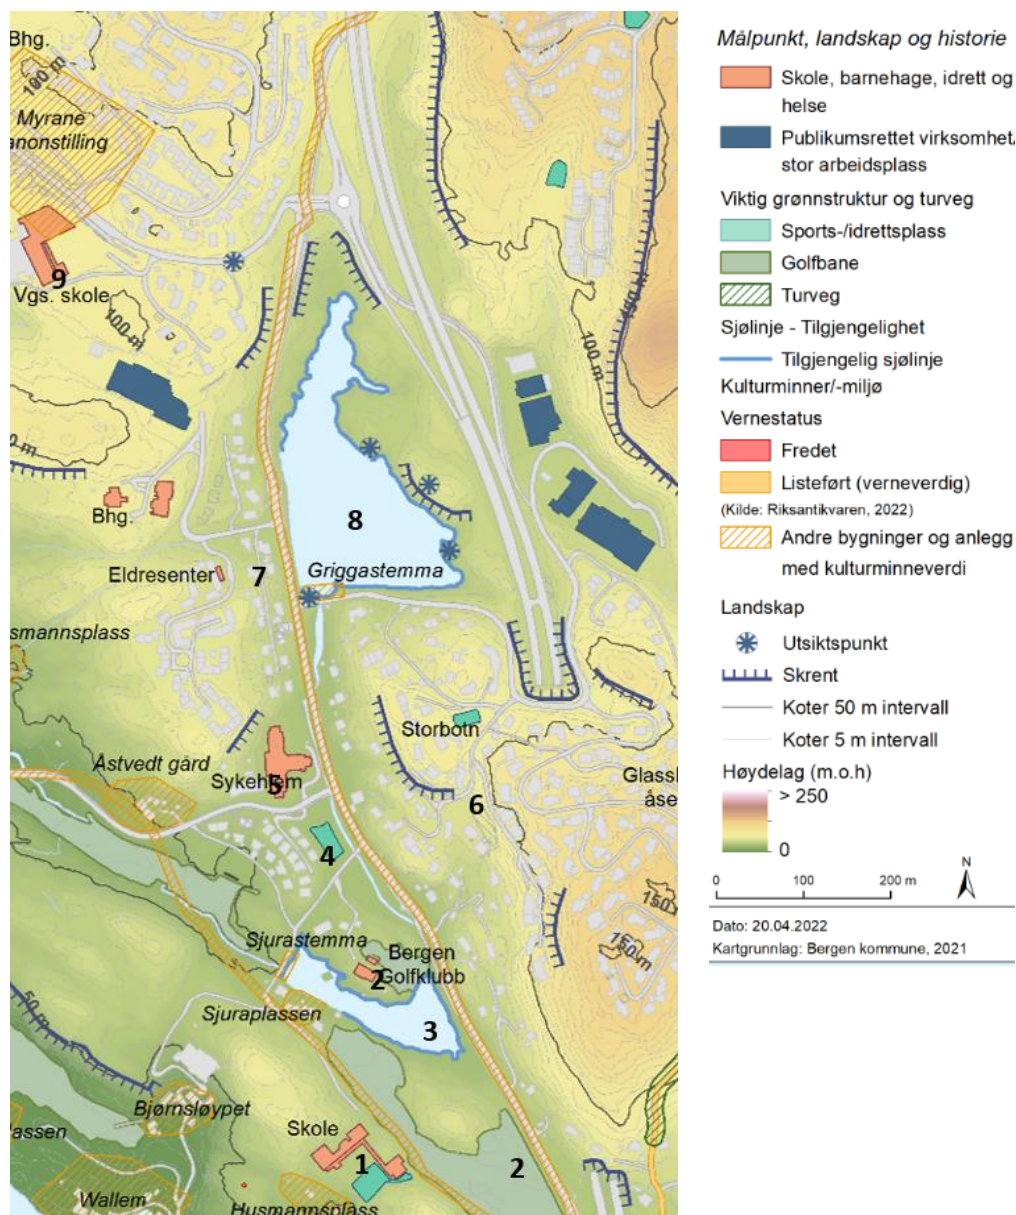 Bhg.
100 m
Myrane
anonstilling
9
Vgs. skole
100 m
100 m
150 m
0 m
Bhg.
8
Griggastemma
Eldresenter
7
smannsplass
Storbotn
Åstvedt gård
Sykehjem
5
6
Glass
åse
4
150
150 m
Sjurastemma
Bergen
Golfklubb
2
3
Sjuraplassen
50 m
Bjørnsløypet
assen
Skole
1
2
Wallem
Husmannsplass
Målpunkt, landskap og historie
Skole, barnehage, idrett og
helse
Publikumsrettet virksomhet/
stor arbeidsplass
Viktig grønnstruktur og turveg
Sports-/idrettsplass
Golfbane
Turveg
Sjølinje - Tilgjengelighet
Tilgjengelig sjølinje
Kulturminner/-miljø
Vernestatus
Fredet
Listeført (verneverdig)
(Kilde: Riksantikvaren, 2022)
Andre bygninger og anlegg
med kulturminneverdi
Landskap
Utsiktspunkt
Skrent
Koter 50 m intervall
Koter 5 m intervall
Høydelag (m.o.h)
> 250
0
N
0 100 200 m
Dato: 20.04.2022
Kartgrunnlag: Bergen kommune, 2021